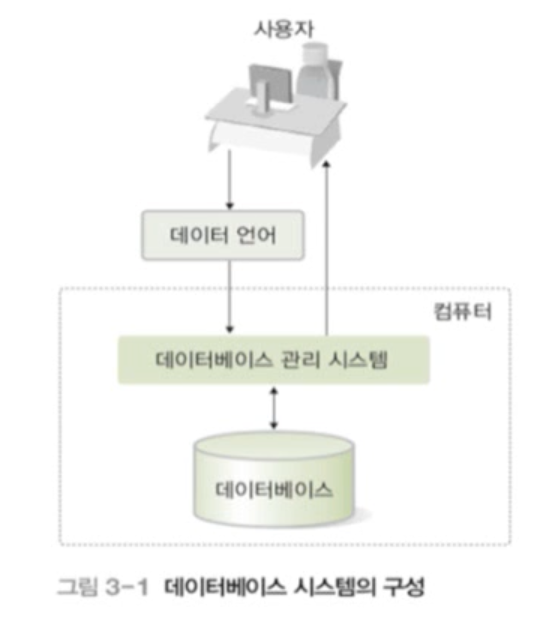 사용자
데이터 언어
컴퓨터
데이터베이스 관리 시스템
데이터베이스
그림 3-1 데이터베이스 시스템의 구성